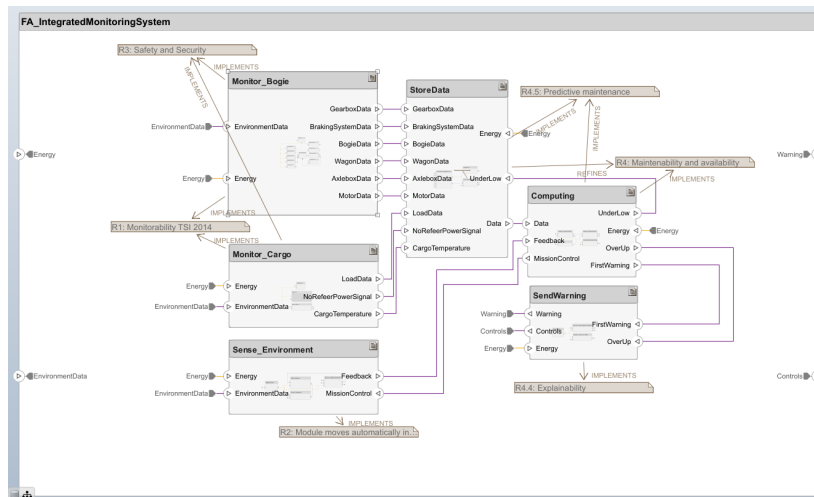 FA_IntegratedMonitoringSystem
R3: Safety and Security
IMPLEMENTS
IMPLEMENTS
Monitor_Bogie
GearboxData
EnvironmentData
EnvironmentData
BrakingSystemData
BogieData
WagonData
Energy
Energy
AxleboxData
MotorData
StoreData
GearboxData
BrakingSystemData
Energy
Energy
BogieData
WagonData
AxleboxData
UnderLow
MotorData
LoadData
NoRefeerPowerSignal
Data
CargoTemperature
R4.5: Predictive maintenance
IMPLEMENTS
IMPLEMENTS
Energy
Warning
R4: Maintenability and availability
REFINES
IMPLEMENTS
Computing
UnderLow
Data
Energy
Energy
Feedback
OverUp
MissionControl
FirstWarning
IMPLEMENTS
R1: Monitorability TSI 2014
IMPLEMENTS
Monitor_Cargo
LoadData
Energy
Energy
NoRefeerPowerSignal
EnvironmentData
EnvironmentData
CargoTemperature
SendWarning
Warning
Warning
FirstWarning
Controls
Controls
OverUp
Energy
Energy
Sense_Environment
Energy
Energy
Feedback
EnvironmentData
EnvironmentData
MissionControl
EnvironmentData
Controls
IMPLEMENTS
R4.4: Explainability
IMPLEMENTS
R2: Module moves automatically in...